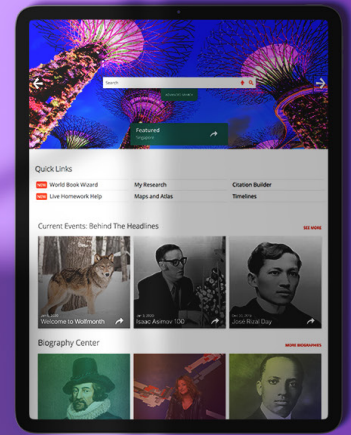 Search
Featured
Singapore
Quick Links
NEW World Book Wizard
My Research
Citation Builder
NEW Live Homework Help
Maps and Atlas
Timelines
Current Events: Behind The Headlines
SEE MORE
Welcome to Wolfmonth
Isaac Asimov 100
José Rizal Day
Biography Center
MORE BIOGRAPHIES